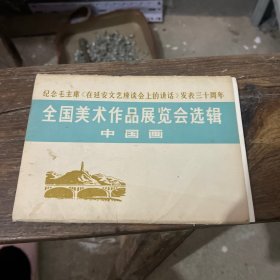 纪念毛主席《在延安文艺座谈会上的讲话》发表三十周年
全国美术作品展览会选辑
中国画